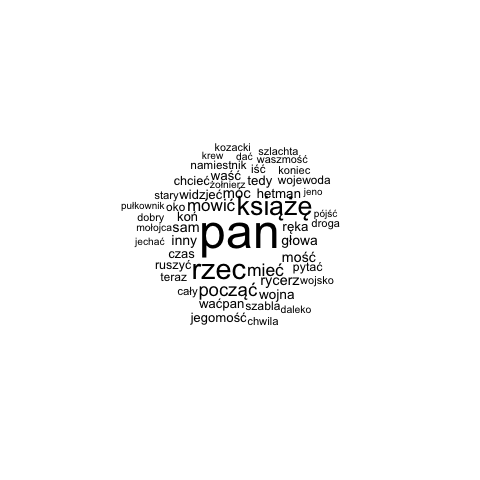 kozacki
krew dać szlachta
namiestnik iść waszmość
chcieć waść tedy koniec wojewoda
żołnierz
stary widzieć móc hetman jeno
pułkownik oko mówić książę pójść
dobry koń ręka droga
mołojca sam pan
jechać inny głowa
czas mość
ruszyć rzec mieć pytać
teraz rycerz wojsko
cały począć wojna
waćpan szabla daleko
jegomość chwila